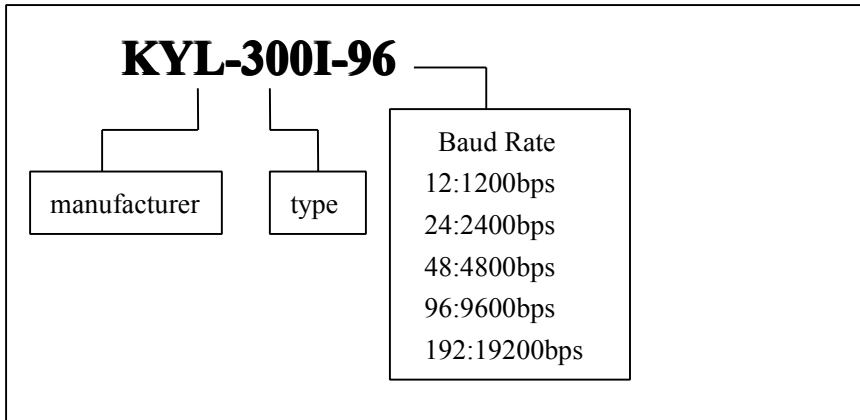 KYL-300I-96
manufacturer
type
Baud Rate
12:1200bps
24:2400bps
48:4800bps
96:9600bps
192:19200bps